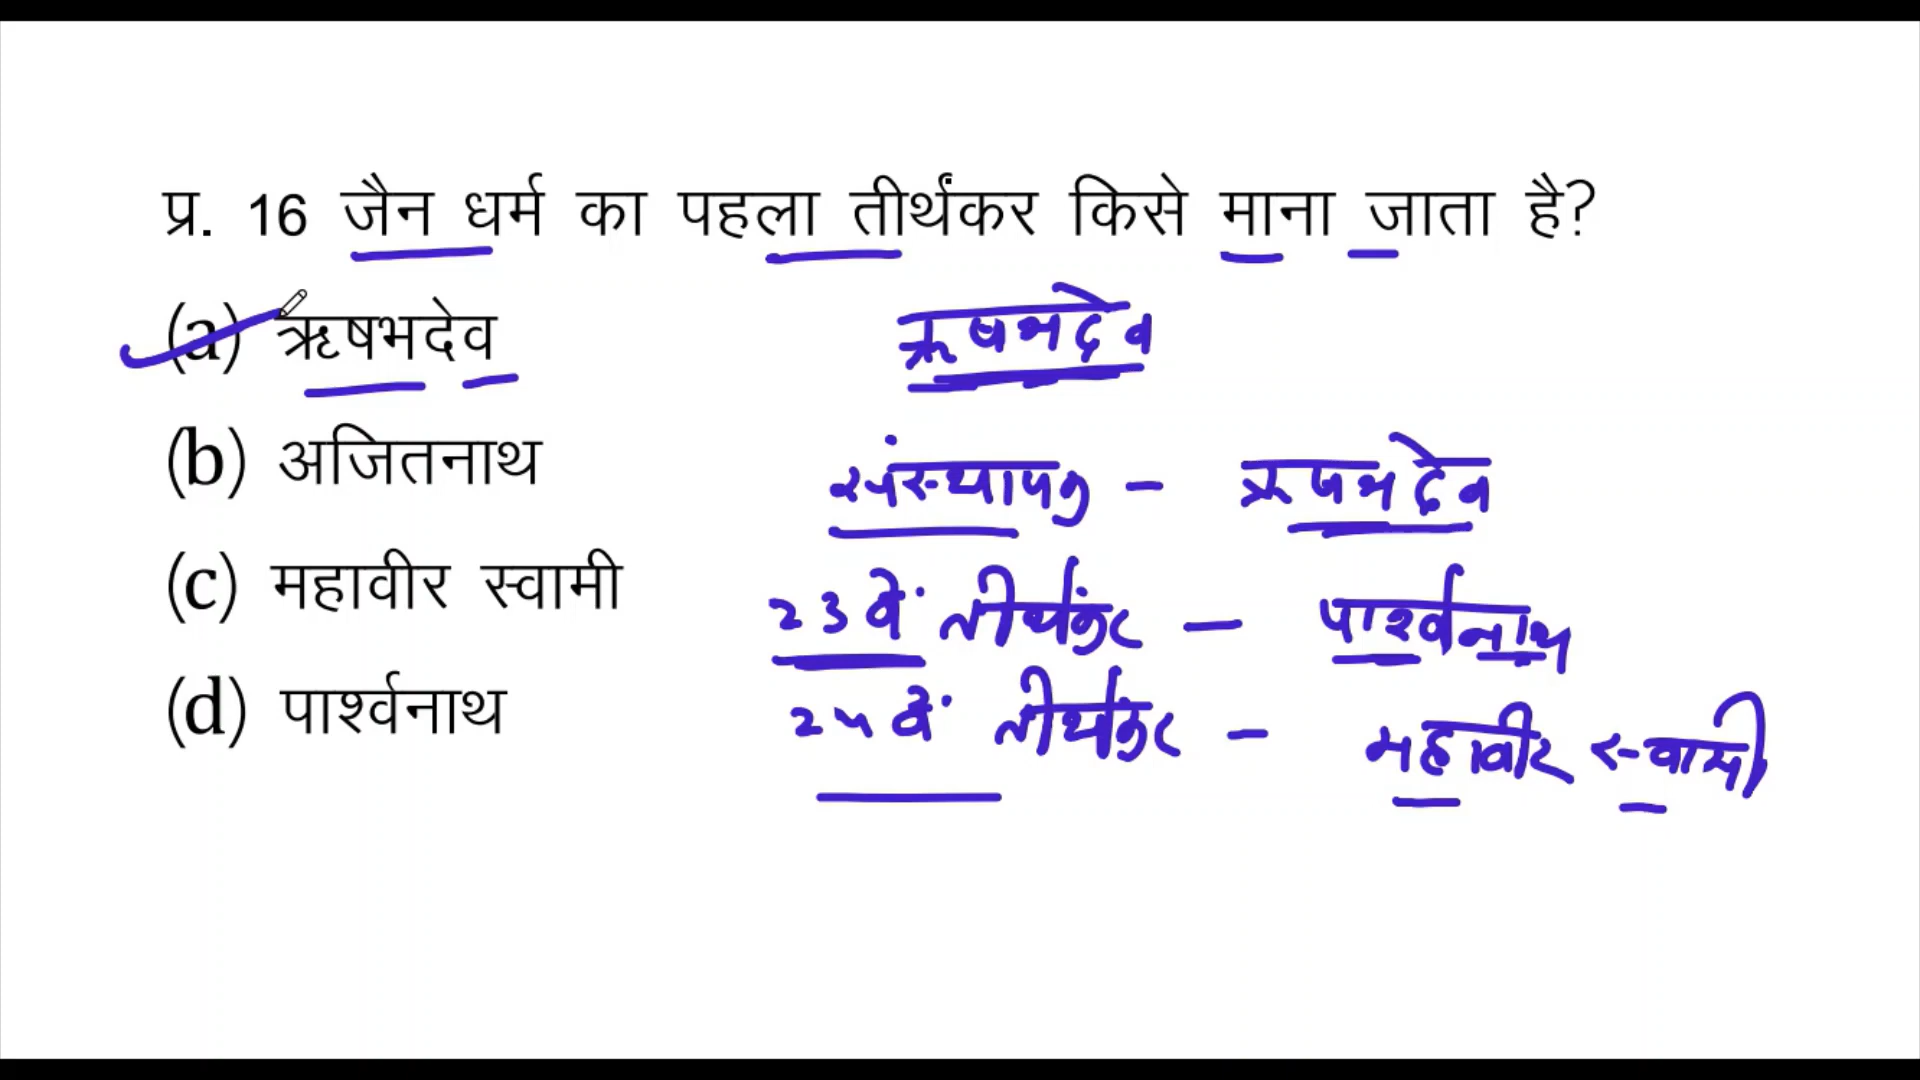 प्र. 16 जैन धर्म का पहला तीर्थंकर किसे माना जाता है?
(a) ऋषभदेव
(b) अजितनाथ
(c) महावीर स्वामी
(d) पार्श्वनाथ
ऋषभदेव
संस्थापक - ऋषभदेव
23वें तीर्थंकर - पार्श्वनाथ
24वें तीर्थंकर - महावीर स्वामी